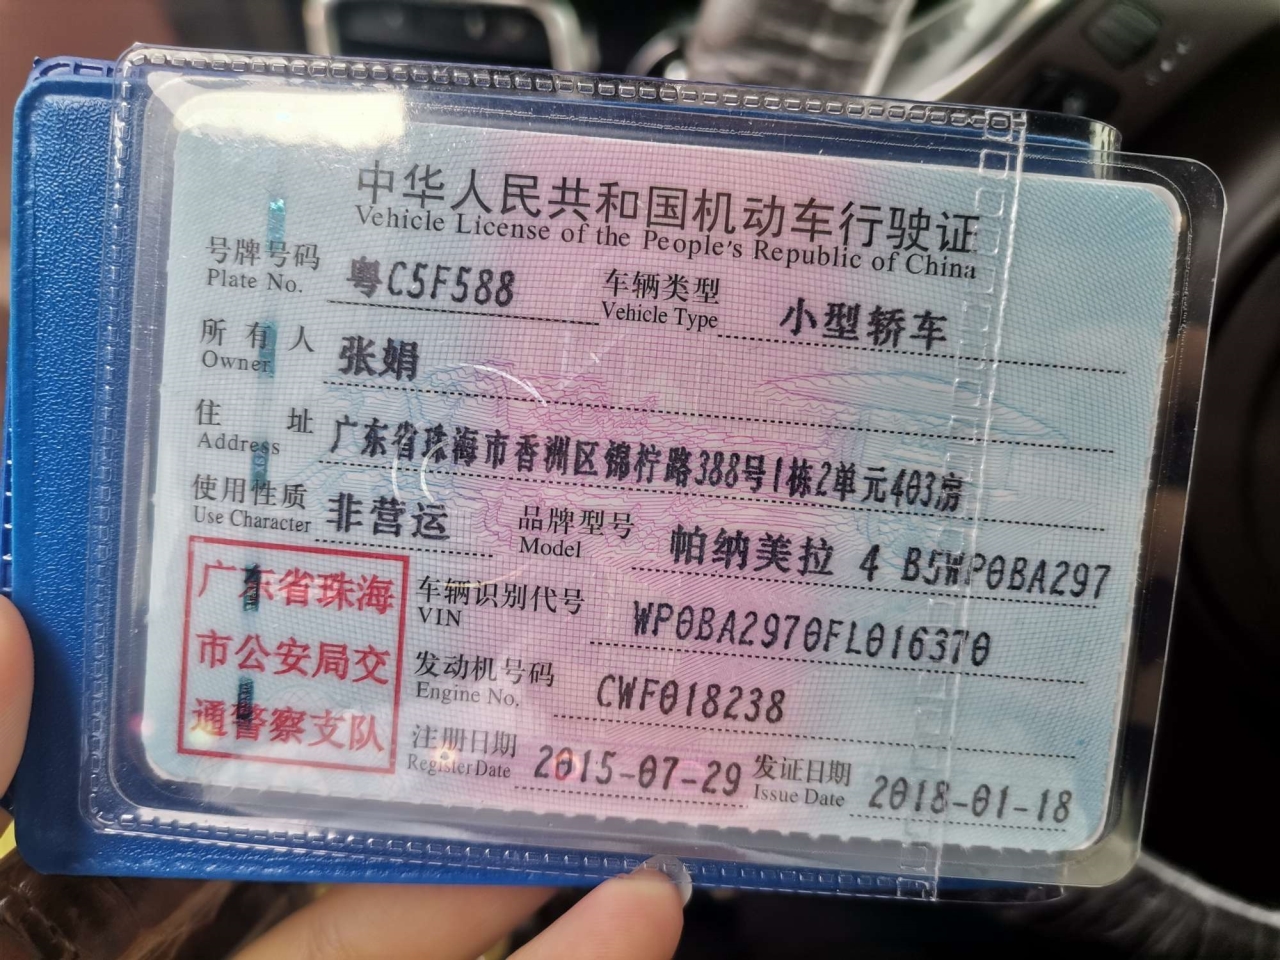 中华人民共和国机动车行驶证
Vehicle License of the People's Republic of China
号牌号码 粤C5F588 车辆类型 小型轿车
Plate No. Vehicle Type
所有人 张娟
Owner
住址 广东省珠海市香洲区锦柠路388号1栋2单元403房
Address
使用性质 非营运 品牌型号 帕纳美拉 4 B5WP0BA297
Use Character Model
车辆识别代号 WP0BA2970FL016370
VIN
发动机号码 CWF018238
Engine No.
注册日期 2015-07-29 发证日期 2018-01-18
Register Date Issue Date
广东省珠海
市公安局交
通警察支队